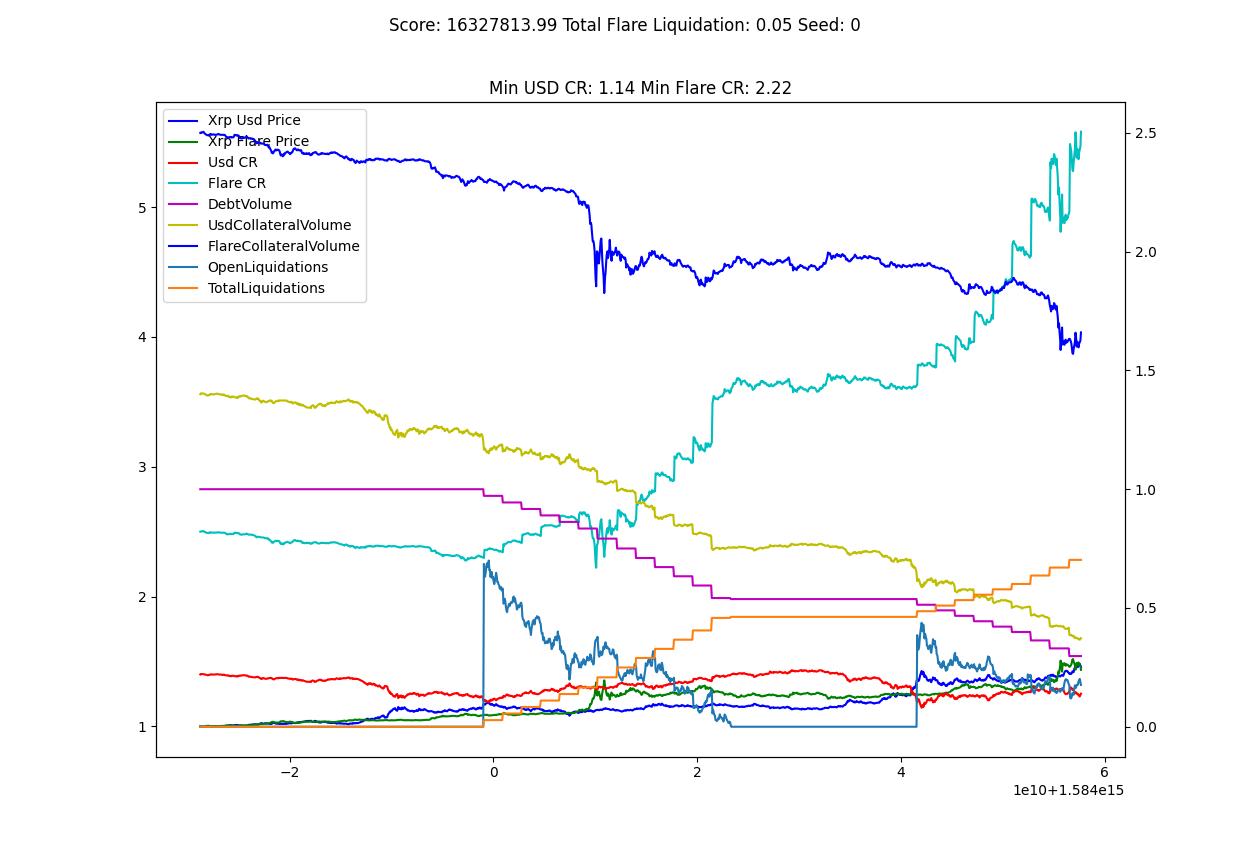 Score: 16327813.99 Total Flare Liquidation: 0.05 Seed: 0
Min USD CR: 1.14 Min Flare CR: 2.22
Xrp Usd Price
Xrp Flare Price
Usd CR
Flare CR
DebtVolume
UsdCollateralVolume
FlareCollateralVolume
OpenLiquidations
TotalLiquidations
5
4
3
2
1
2.5
2.0
1.5
1.0
0.5
0.0
−2
0
2
4
6
1e10+1.584e15